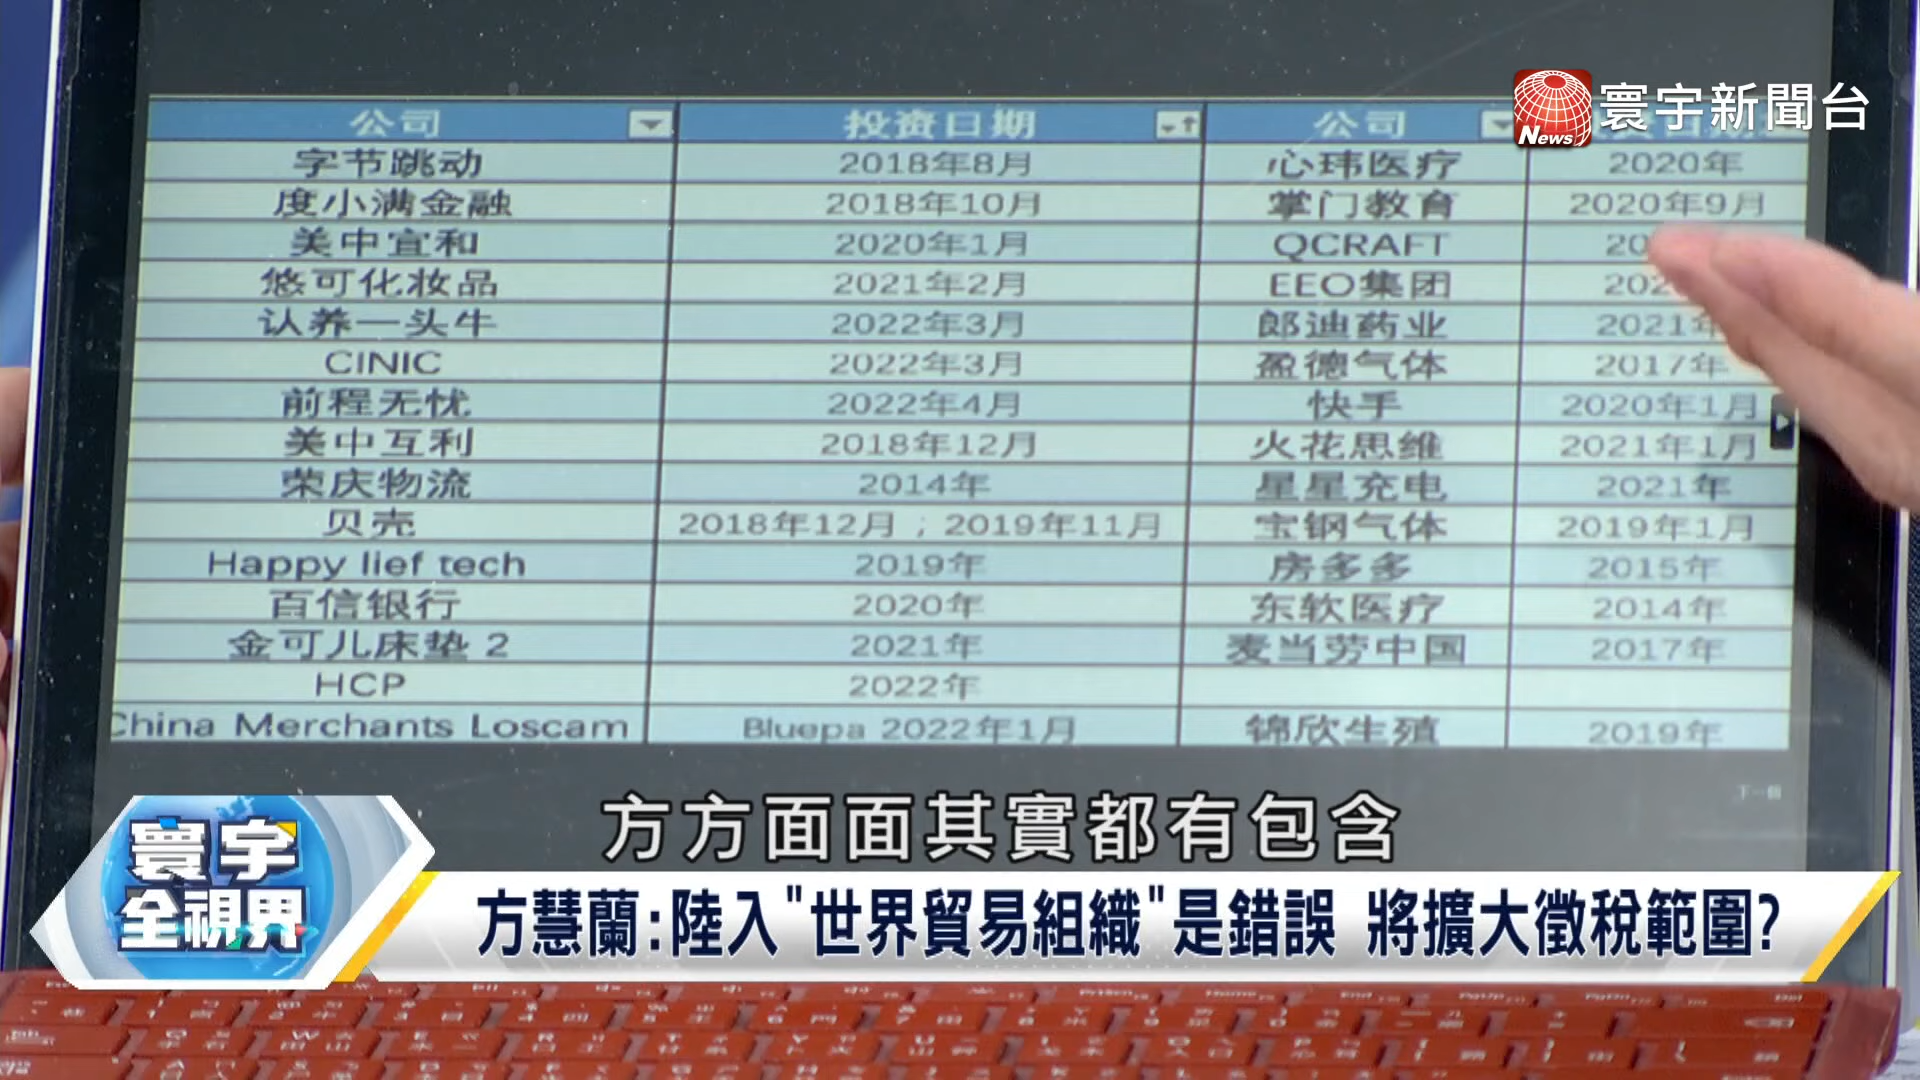 寰宇新聞台
News
公司 投资日期 公司
字节跳动 2018年8月 心玮医疗 2020年
度小满金融 2018年10月 掌门教育 2020年9月
美中宜和 2020年1月 QCRAFT 20
悠可化妆品 2021年2月 EEO集团 202
认养一头牛 2022年3月 郎迪药业 2021年
CINIC 2022年3月 盈德气体 2017年
前程无忧 2022年4月 快手 2020年1月
美中互利 2018年12月 火花思维 2021年1月
荣庆物流 2014年 星星充电 2021年
贝壳 2018年12月；2019年11月 宝钢气体 2019年1月
Happy lief tech 2019年 房多多 2015年
百信银行 2020年 东软医疗 2014年
金可儿床垫 2 2021年 麦当劳中国 2017年
HCP 2022年
China Merchants Loscam Bluepa 2022年1月 锦欣生殖 2019年
方方面面其實都有包含
寰宇
全視界
方慧蘭:陸入"世界貿易組織"是錯誤 將擴大徵稅範圍?